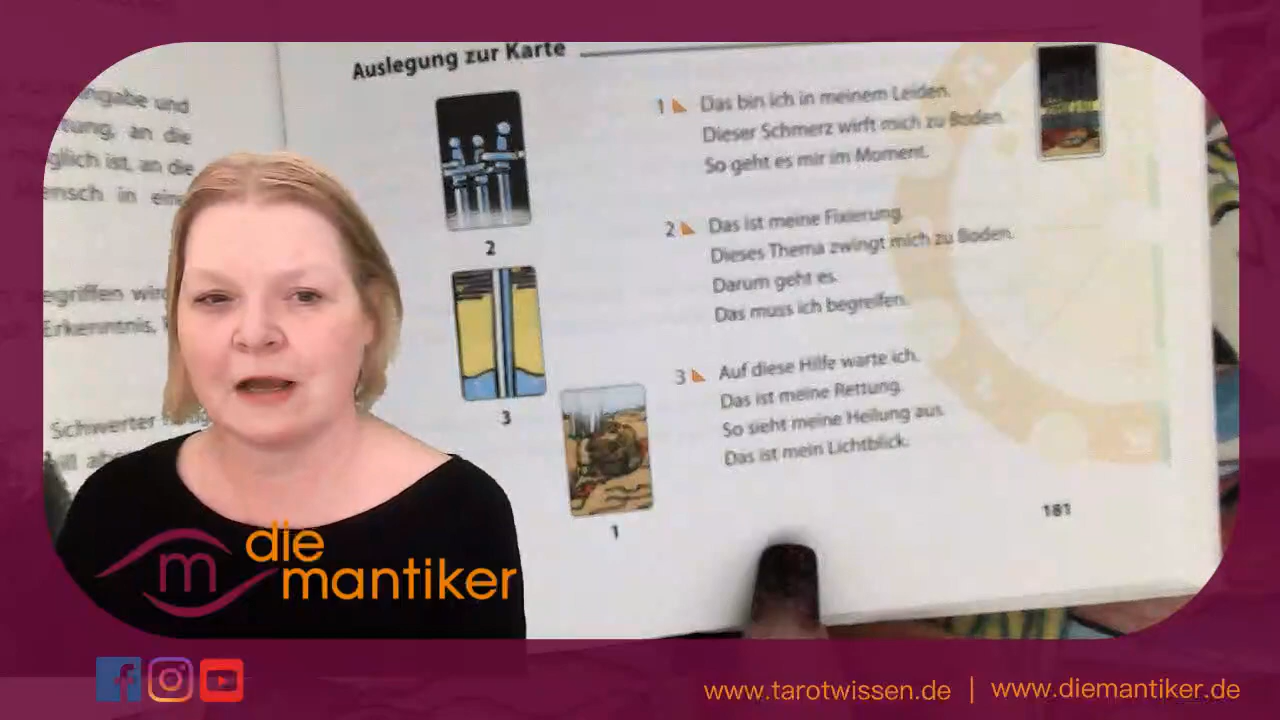 Auslegung zur Karte
und
tung, an die
glich ist, an die
ensch in eine
egriffen wird
Erkenntnis,
Schwerter
2
3
1
1 Das bin ich in meinem Leiden.
Dieser Schmerz wirft mich zu Boden.
So geht es mir im Moment.
2 Das ist meine Fixierung.
Dieses Thema zwingt mich zu Boden.
Darum geht es.
Das muss ich begreifen.
3 Auf diese Hilfe warte ich.
Das ist meine Rettung.
So sieht meine Heilung aus.
Das ist mein Lichtblick.
181
m die
mantiker
www.tarotwissen.de | www.diemantiker.de